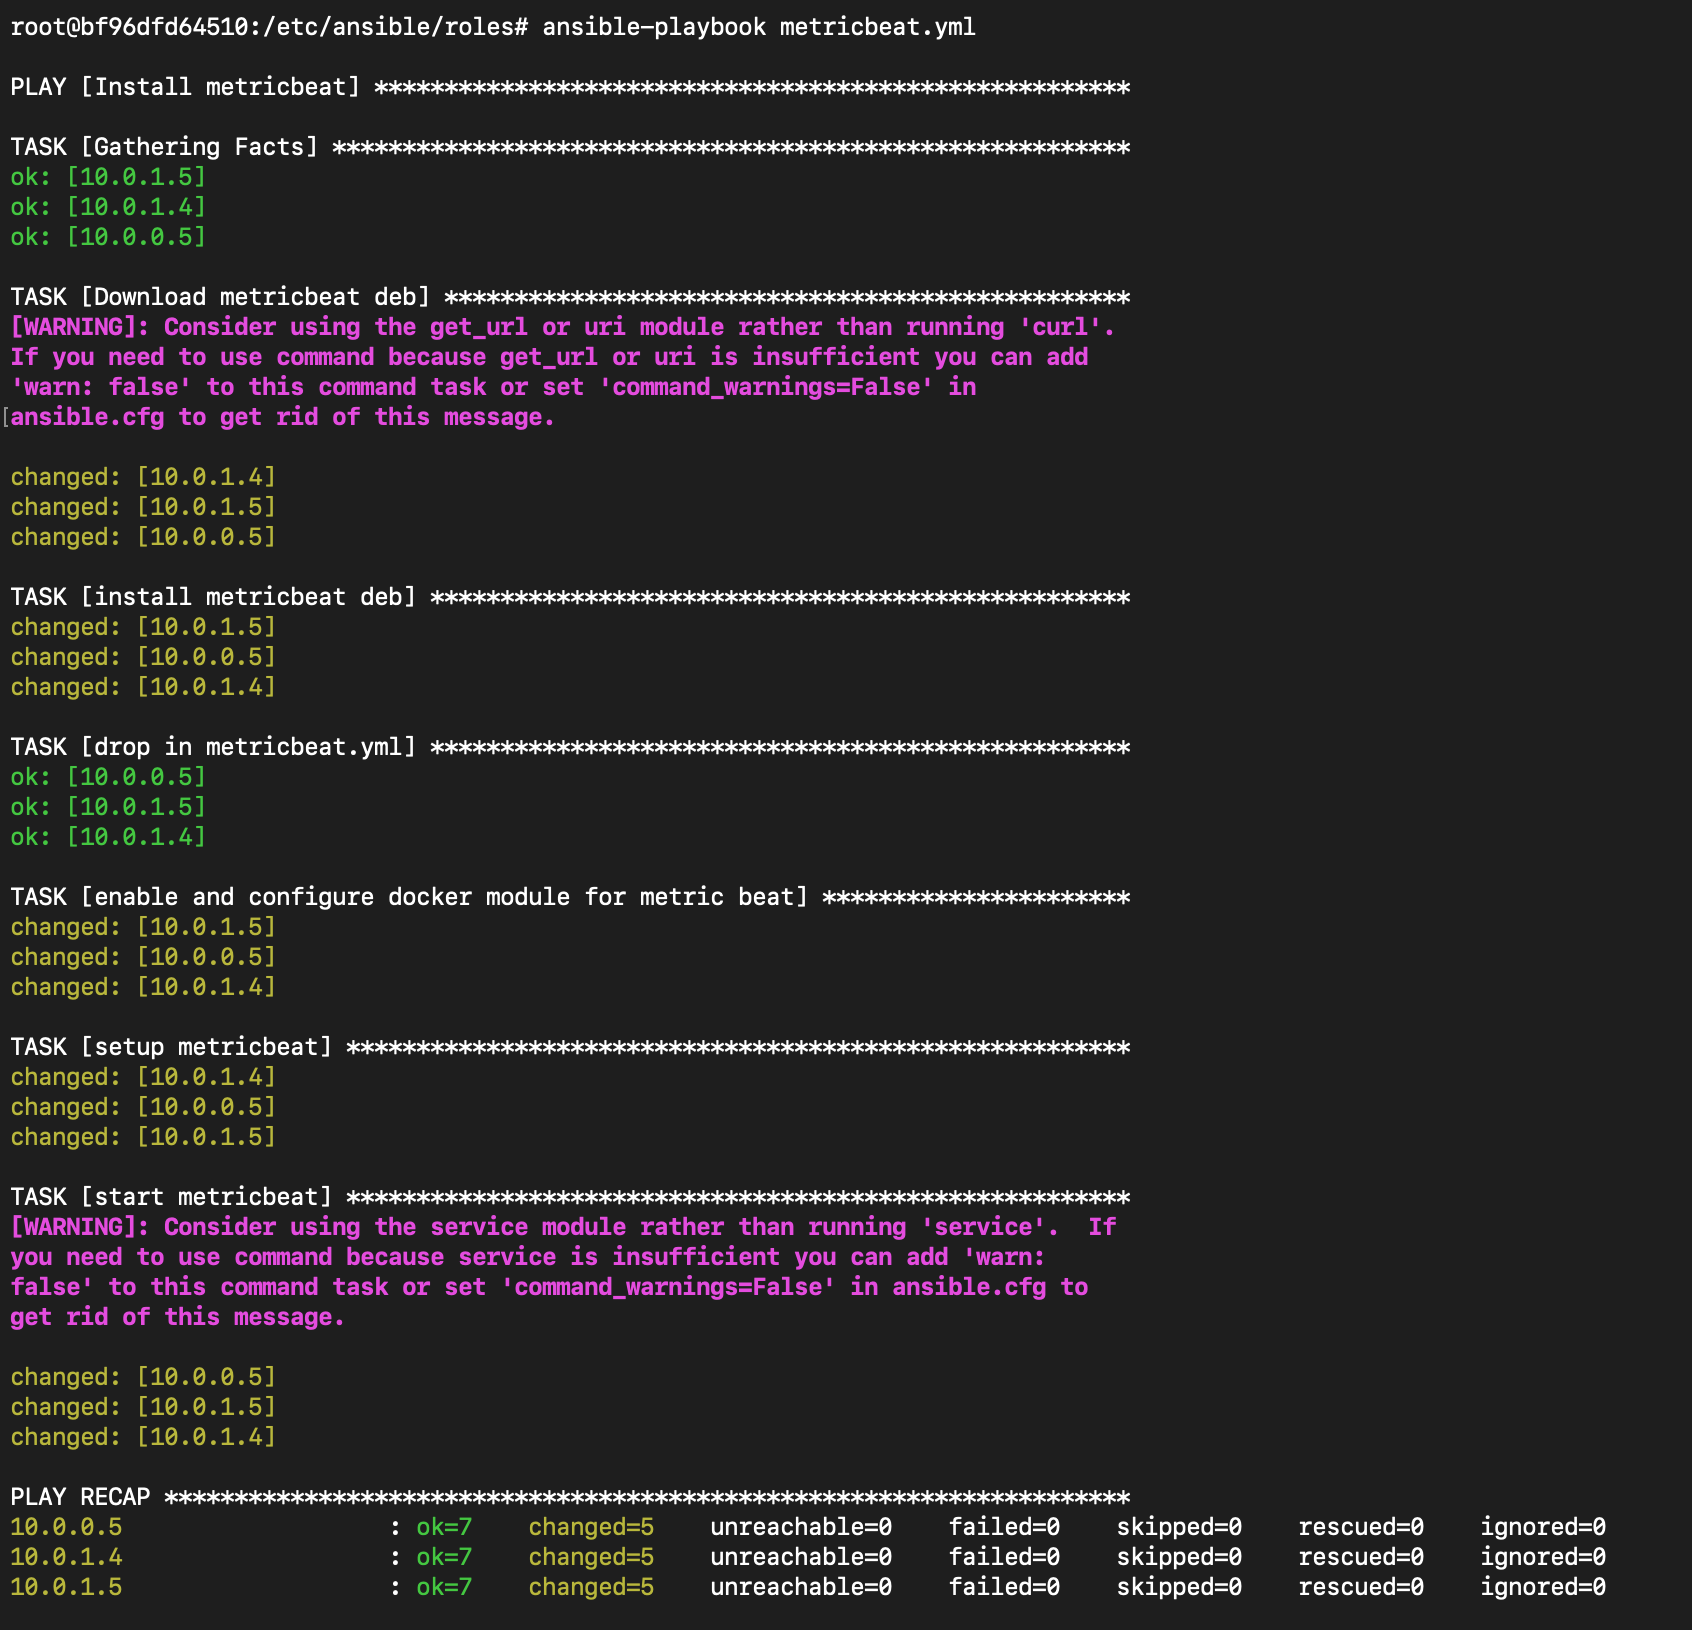 root@bf96dfd64510:/etc/ansible/roles# ansible-playbook metricbeat.yml
PLAY [Install metricbeat] ******************************************************
TASK [Gathering Facts] *********************************************************
ok: [10.0.1.5]
ok: [10.0.1.4]
ok: [10.0.0.5]
TASK [Download metricbeat deb] *************************************************
[WARNING]: Consider using the get_url or uri module rather than running 'curl'.
If you need to use command because get_url or uri is insufficient you can add
'warn: false' to this command task or set 'command_warnings=False' in
[ansible.cfg to get rid of this message.
changed: [10.0.1.4]
changed: [10.0.1.5]
changed: [10.0.0.5]
TASK [install metricbeat deb] **************************************************
changed: [10.0.1.5]
changed: [10.0.0.5]
changed: [10.0.1.4]
TASK [drop in metricbeat.yml] **************************************************
ok: [10.0.0.5]
ok: [10.0.1.5]
ok: [10.0.1.4]
TASK [enable and configure docker module for metric beat] **********************
changed: [10.0.1.5]
changed: [10.0.0.5]
changed: [10.0.1.4]
TASK [setup metricbeat] ********************************************************
changed: [10.0.1.4]
changed: [10.0.0.5]
changed: [10.0.1.5]
TASK [start metricbeat] ********************************************************
[WARNING]: Consider using the service module rather than running 'service'.  If
you need to use command because service is insufficient you can add 'warn:
false' to this command task or set 'command_warnings=False' in ansible.cfg to
get rid of this message.
changed: [10.0.0.5]
changed: [10.0.1.5]
changed: [10.0.1.4]
PLAY RECAP *********************************************************************
10.0.0.5                   : ok=7    changed=5    unreachable=0    failed=0    skipped=0    rescued=0    ignored=0
10.0.1.4                   : ok=7    changed=5    unreachable=0    failed=0    skipped=0    rescued=0    ignored=0
10.0.1.5                   : ok=7    changed=5    unreachable=0    failed=0    skipped=0    rescued=0    ignored=0